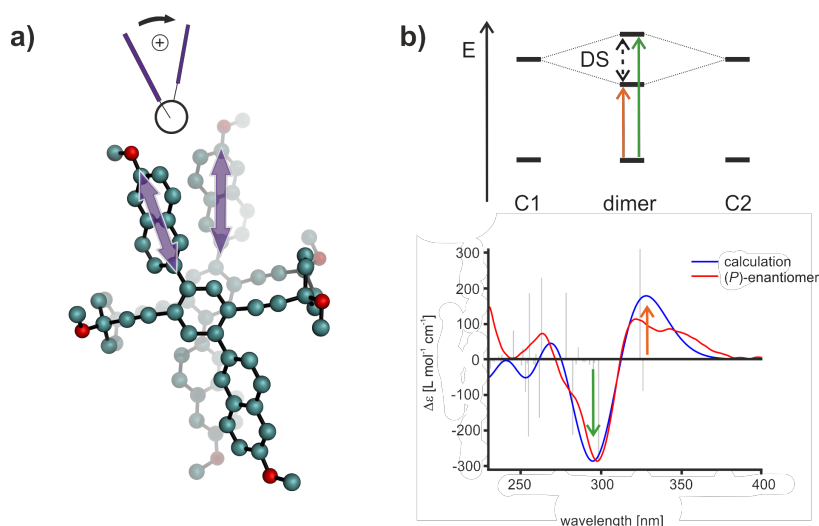 a)
⊕
b)
E
DS
C1 dimer C2
300
200
100
0
-100
-200
-300
Δε [L mol⁻¹ cm⁻¹]
calculation
(P)-enantiomer
250 300 350 400
wavelength [nm]